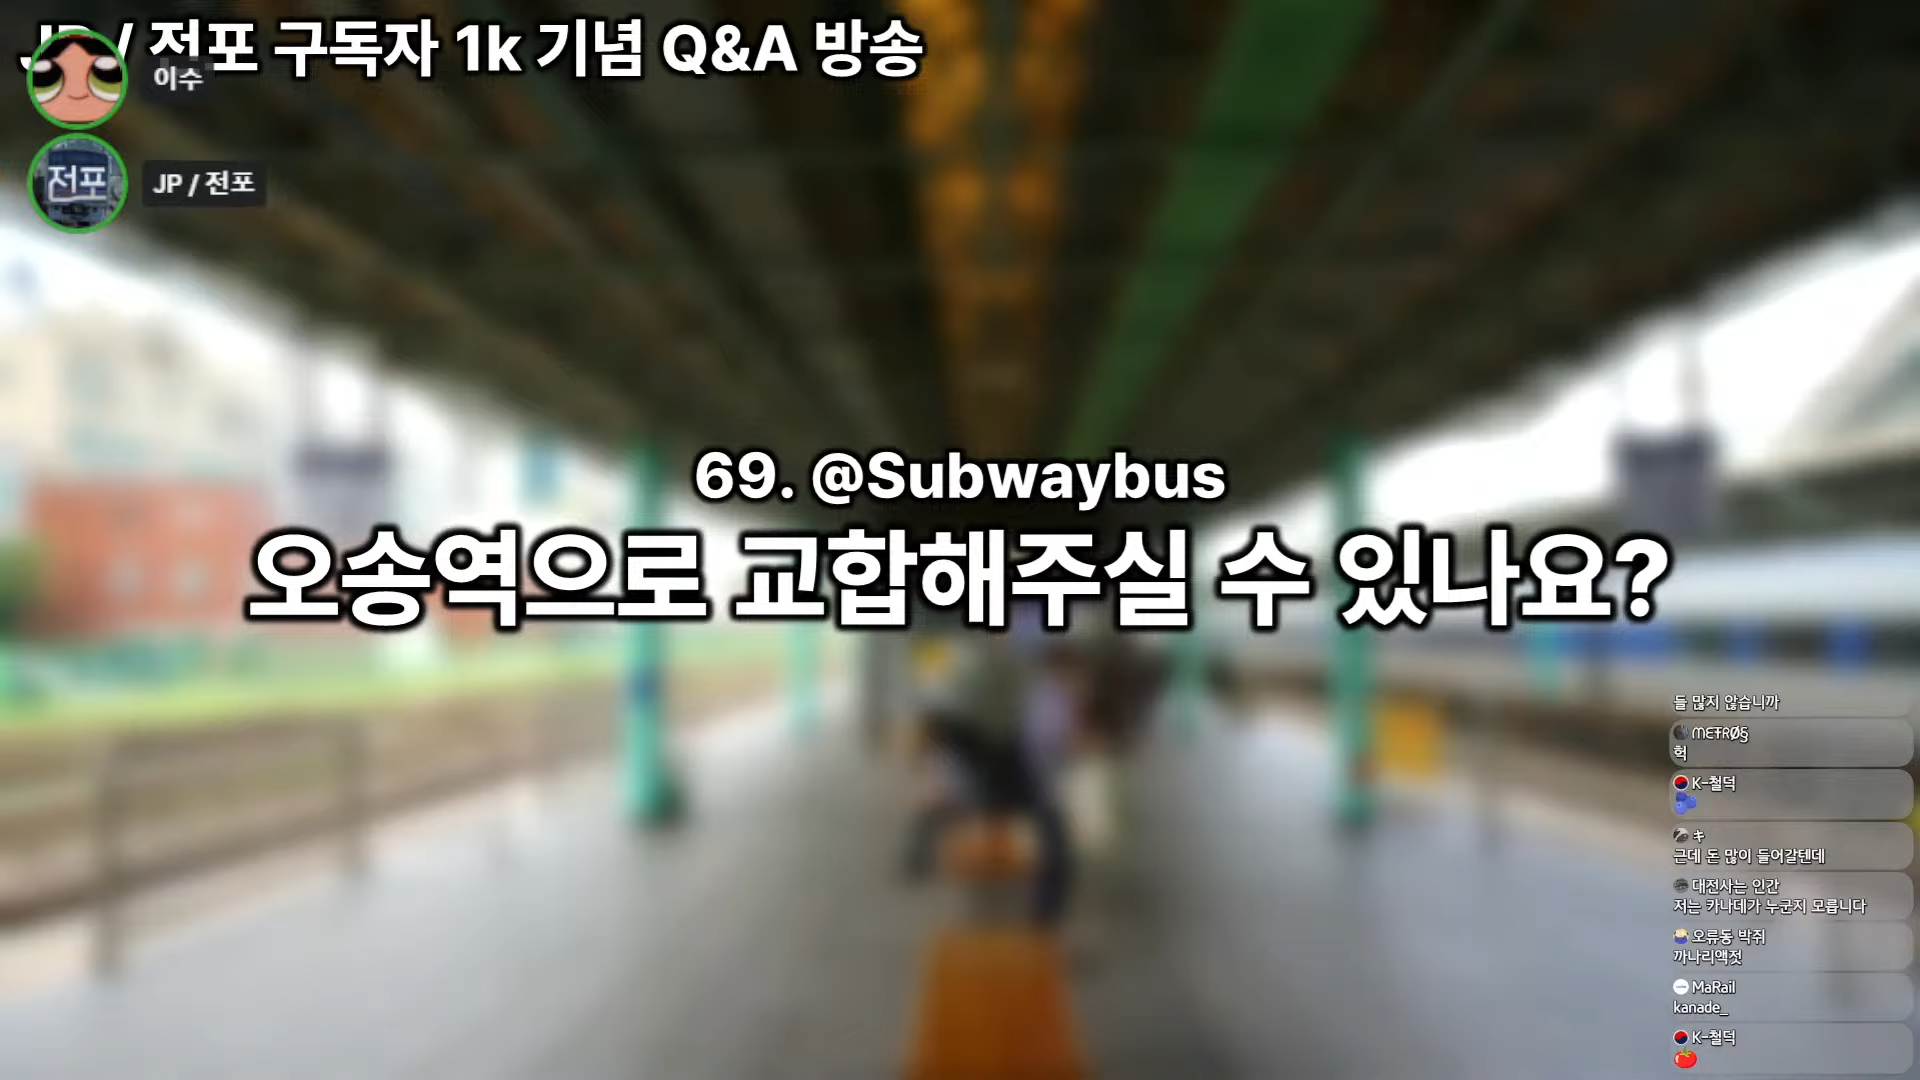 JP / 전포 구독자 1k 기념 Q&A 방송
이수
전포
JP / 전포
69. @Subwaybus
오송역으로 교합해주실 수 있나요?
들 많지 않습니까
ᗰЄŦRØ§
헉
K-철덕
キ
근데 돈 많이 들어갈텐데
대전사는 인간
저는 카나데가 누군지 모릅니다
오류동 박쥐
까나리액젓
MaRail
kanade_
K-철덕